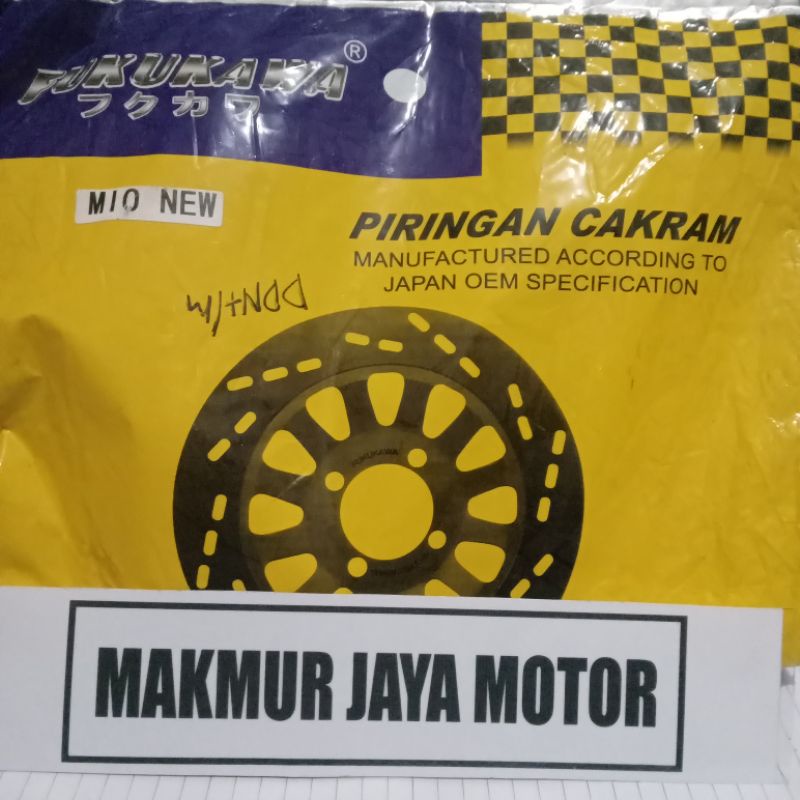 FUKUKAWA ®
フクカワ
MIO NEW
PIRINGAN CAKRAM
MANUFACTURED ACCORDING TO
JAPAN OEM SPECIFICATION
FUKUKAWA
MAKMUR JAYA MOTOR